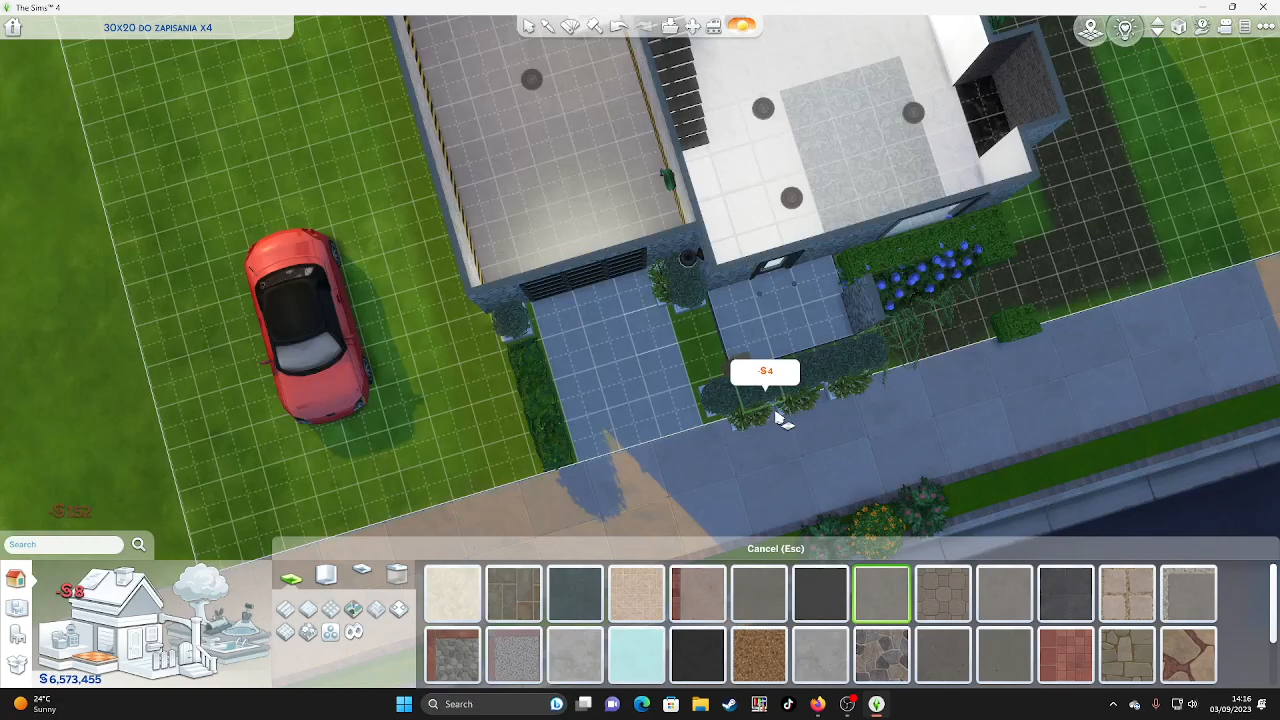 The Sims™ 4
30X20 DO ZAPISANIA X4
-§4
-§152
Search
Cancel (Esc)
-§8
§6,573,455
24°C
Sunny
Search
14:16
03/09/2023